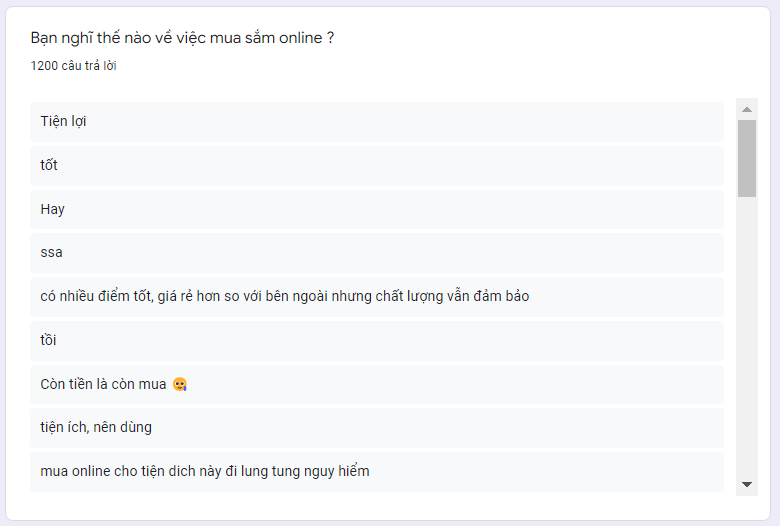 Bạn nghĩ thế nào về việc mua sắm online ?
1200 câu trả lời
Tiện lợi
tốt
Hay
ssa
có nhiều điểm tốt, giá rẻ hơn so với bên ngoài nhưng chất lượng vẫn đảm bảo
tồi
Còn tiền là còn mua 🥲
tiện ích, nên dùng
mua online cho tiện dich này đi lung tung nguy hiểm